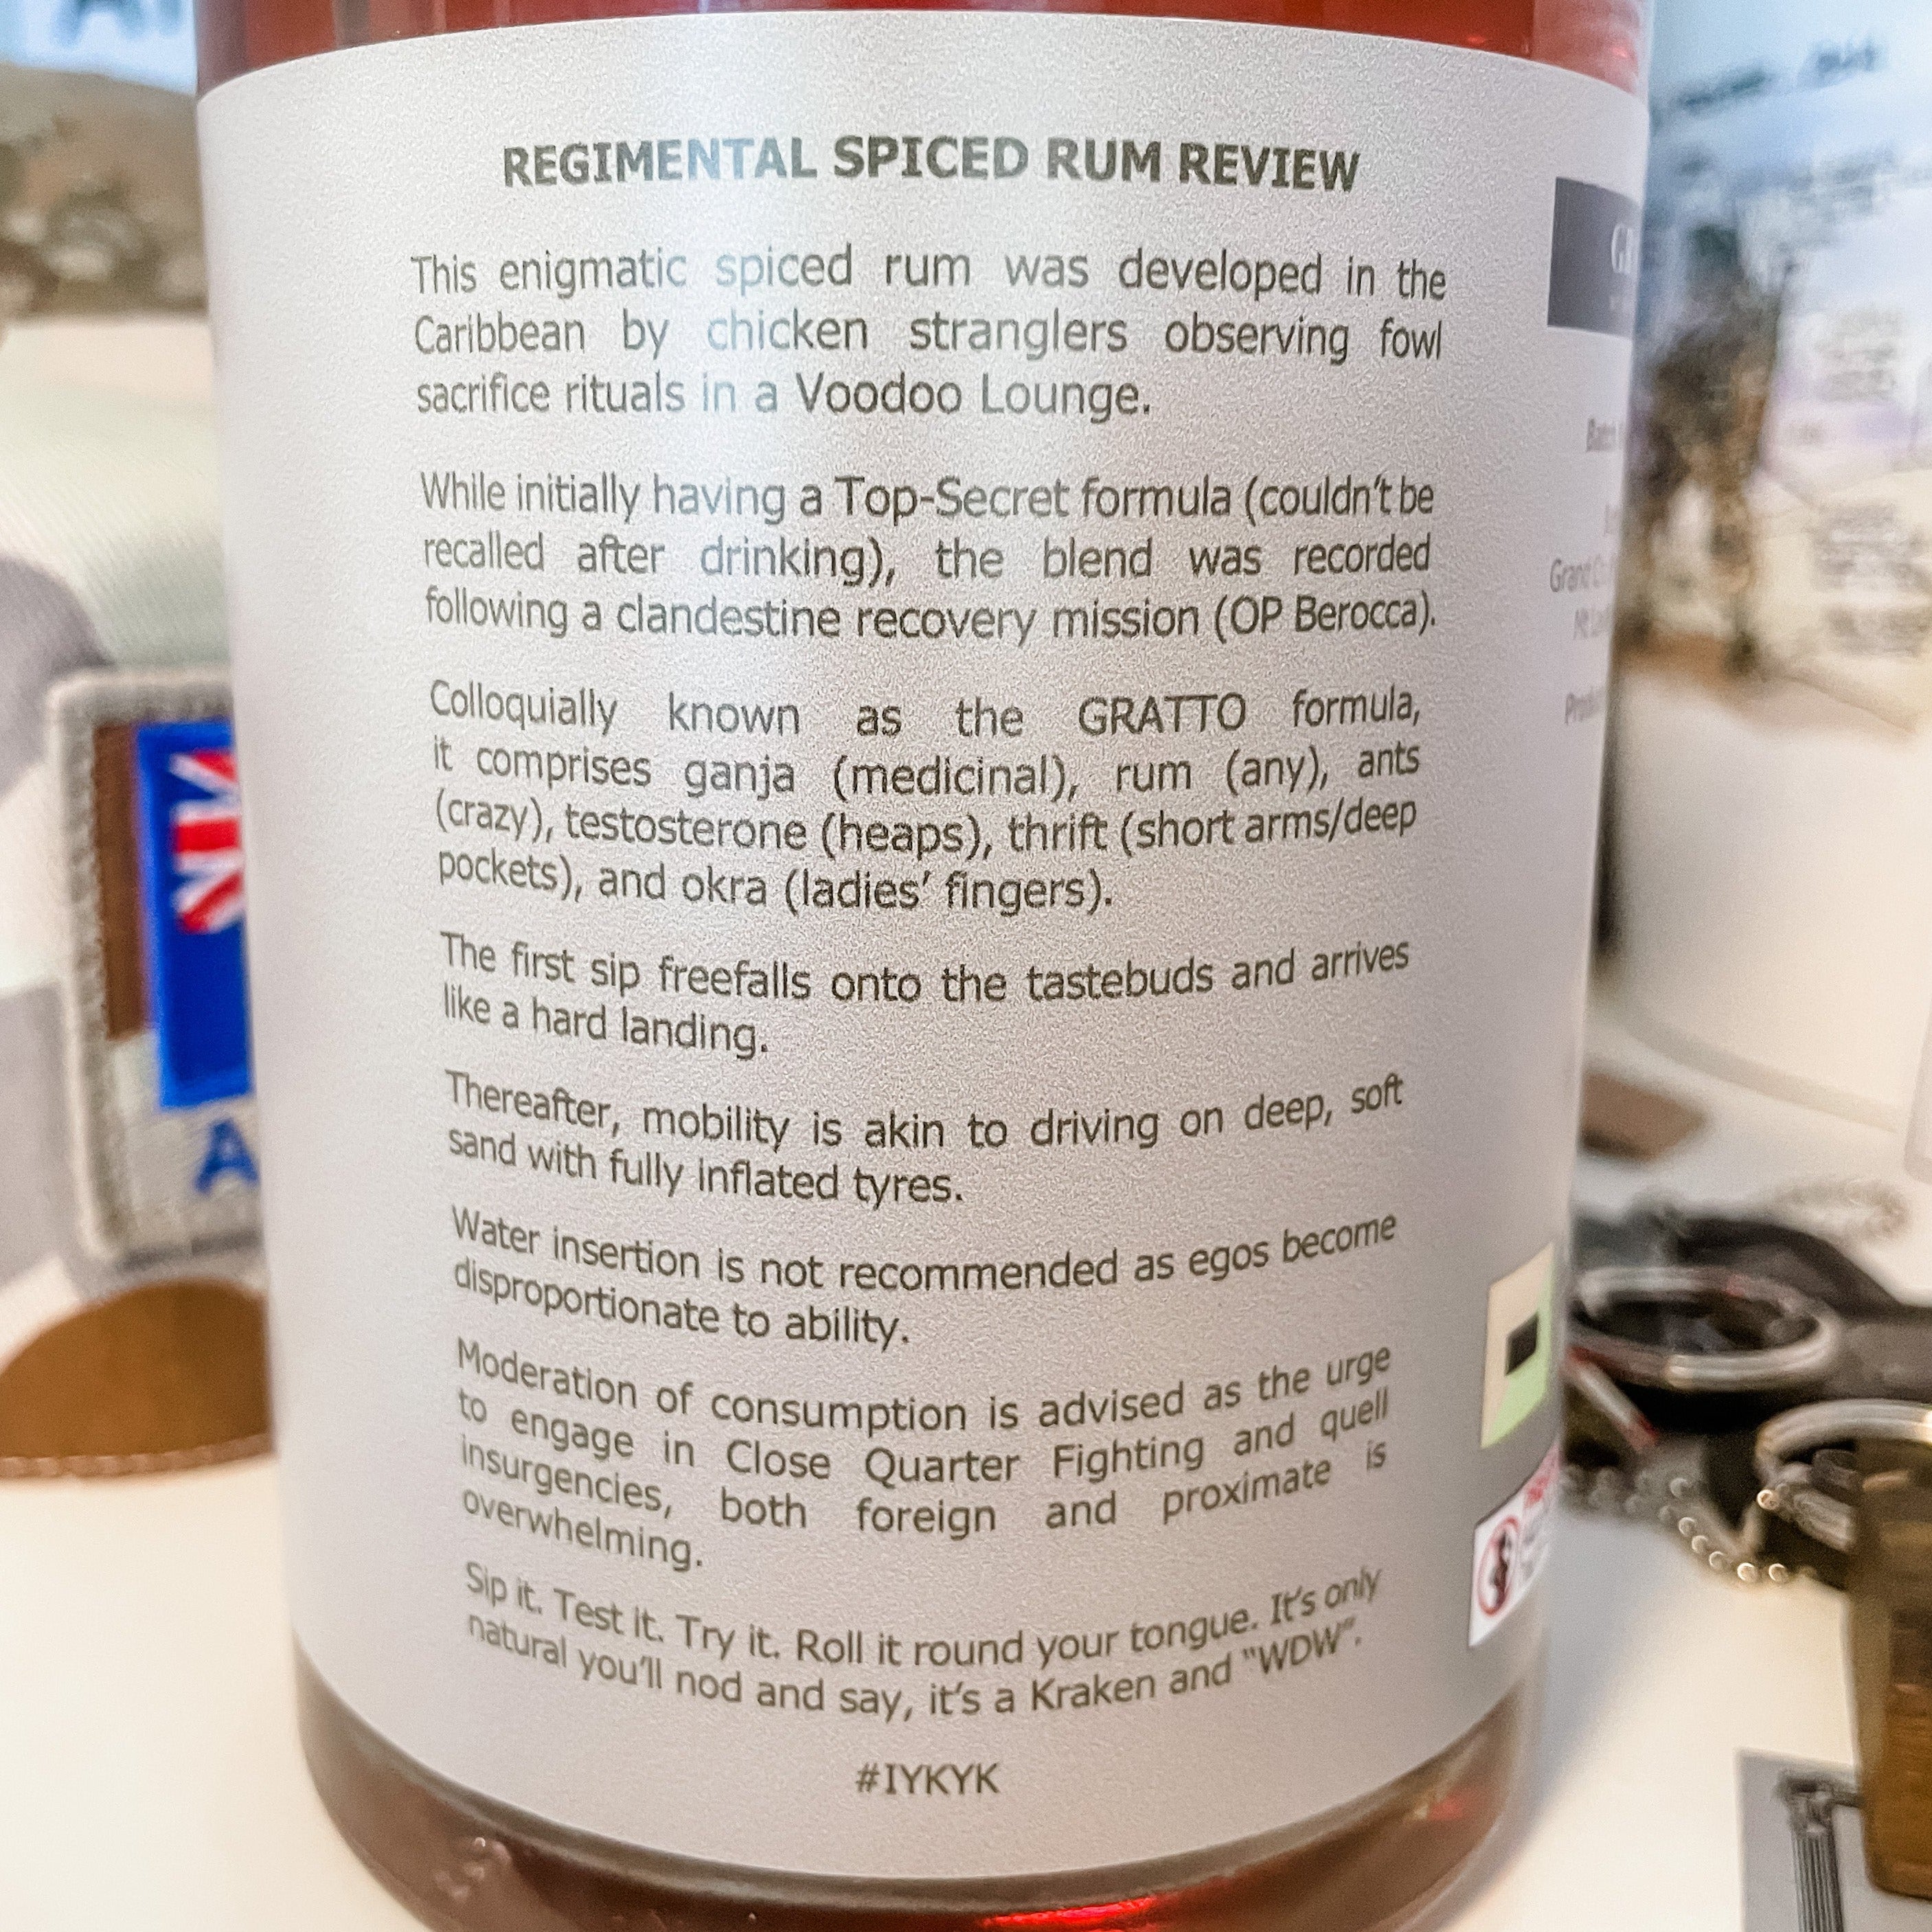 REGIMENTAL SPICED RUM REVIEW
This enigmatic spiced rum was developed in the
Caribbean by chicken stranglers observing fowl
sacrifice rituals in a Voodoo Lounge.
While initially having a Top-Secret formula (couldn't be
recalled after drinking), the blend was recorded
following a clandestine recovery mission (OP Berocca).
Colloquially known as the GRATTO formula,
it comprises ganja (medicinal), rum (any), ants
(crazy), testosterone (heaps), thrift (short arms/deep
pockets), and okra (ladies' fingers).
The first sip freefalls onto the tastebuds and arrives
like a hard landing.
Thereafter, mobility is akin to driving on deep, soft
sand with fully inflated tyres.
Water insertion is not recommended as egos become
disproportionate to ability.
Moderation of consumption is advised as the urge
to engage in Close Quarter Fighting and quell
insurgencies, both foreign and proximate is
overwhelming.
Sip it. Test it. Try it. Roll it round your tongue. It's only
natural you'll nod and say, it's a Kraken and "WDW".
#IYKYK